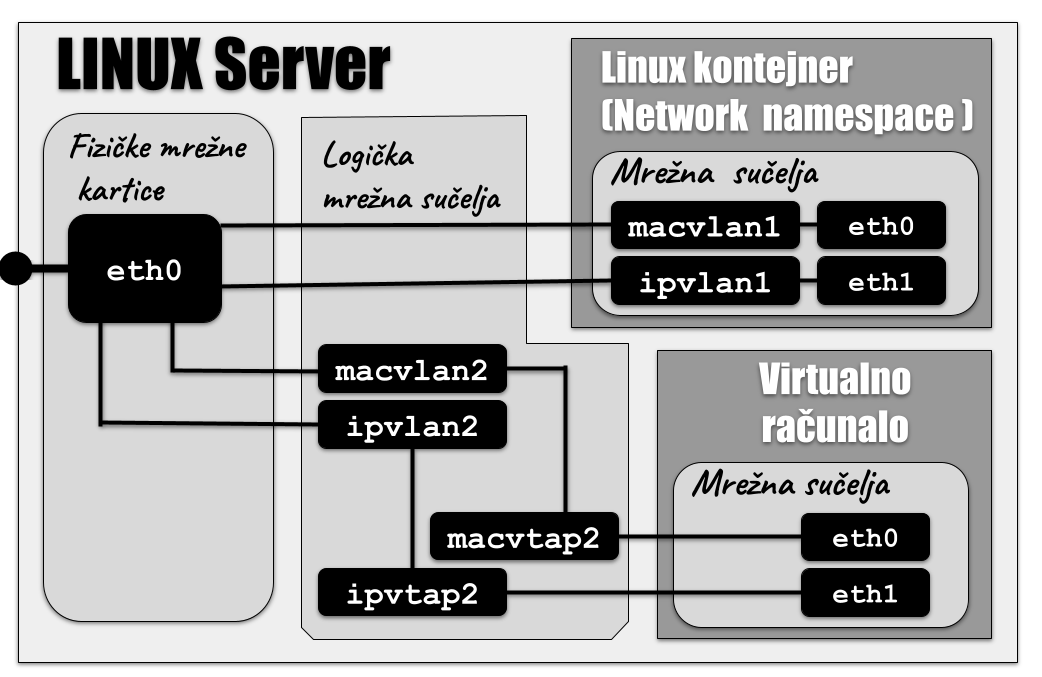 LINUX Server
Fizičke mrežne
kartice
eth0
Logička
mrežna sučelja
macvlan2
ipvlan2
macvtap2
ipvtap2
Linux kontejner
(Network namespace )
Mrežna sučelja
macvlan1
eth0
ipvlan1
eth1
Virtualno
računalo
Mrežna sučelja
eth0
eth1